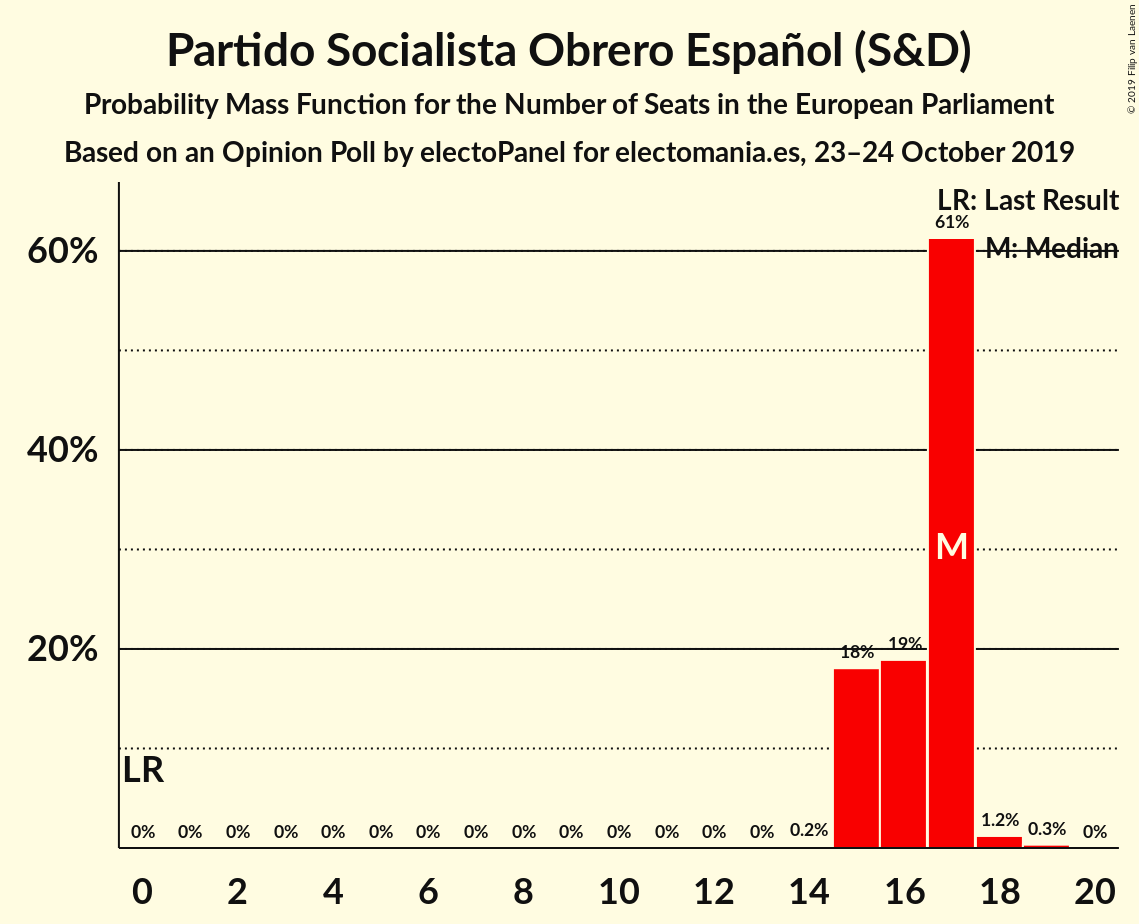 Partido Socialista Obrero Español (S&D)
Probability Mass Function for the Number of Seats in the European Parliament
Based on an Opinion Poll by electoPanel for electomania.es, 23–24 October 2019
© 2019 Filip van Laenen
LR: Last Result
M: Median
60%
40%
20%
61%
M
18% 19%
LR
0% 0% 0% 0% 0% 0% 0% 0% 0% 0% 0% 0% 0% 0% 0.2% 1.2% 0.3% 0%
0 2 4 6 8 10 12 14 16 18 20